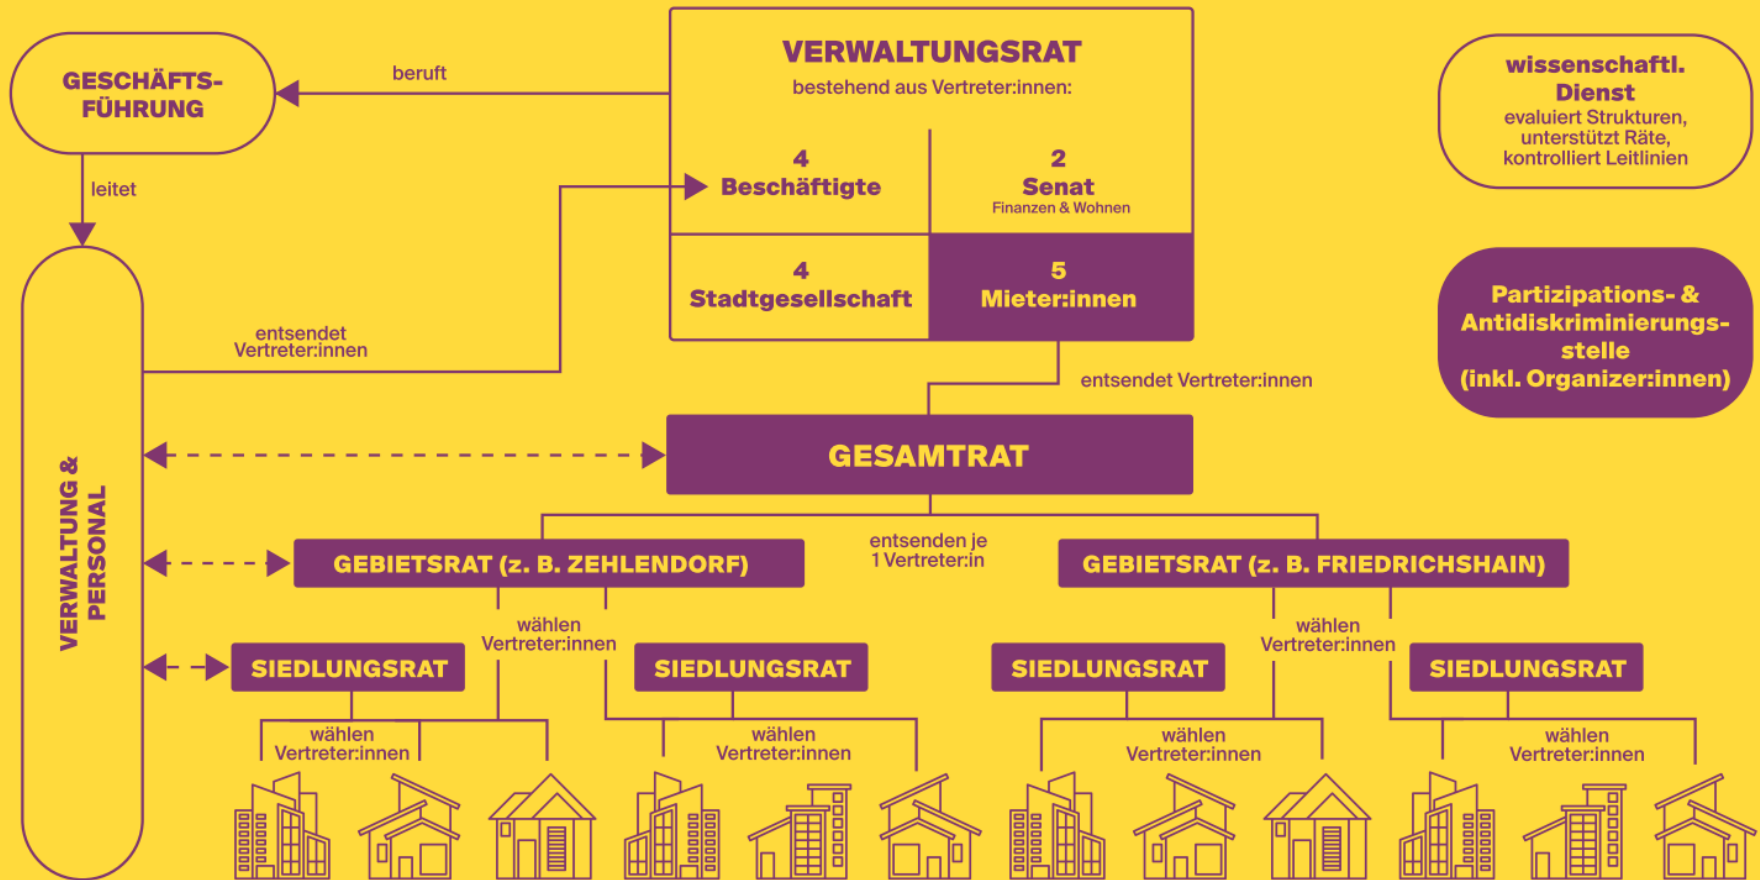 GESCHÄFTS-
FÜHRUNG
beruft
leitet
VERWALTUNGSRAT
bestehend aus Vertreter:innen:
4
Beschäftigte
2
Senat
Finanzen & Wohnen
4
Stadtgesellschaft
5
Mieter:innen
wissenschaftl.
Dienst
evaluiert Strukturen,
unterstützt Räte,
kontrolliert Leitlinien
Partizipations- &
Antidiskriminierungs-
stelle
(inkl. Organizer:innen)
entsendet
Vertreter:innen
entsendet Vertreter:innen
VERWALTUNG &
PERSONAL
GESAMTRAT
entsenden je
1 Vertreter:in
GEBIETSRAT (z. B. ZEHLENDORF)
GEBIETSRAT (z. B. FRIEDRICHSHAIN)
wählen
Vertreter:innen
wählen
Vertreter:innen
SIEDLUNGSRAT
SIEDLUNGSRAT
SIEDLUNGSRAT
SIEDLUNGSRAT
wählen
Vertreter:innen
wählen
Vertreter:innen
wählen
Vertreter:innen
wählen
Vertreter:innen